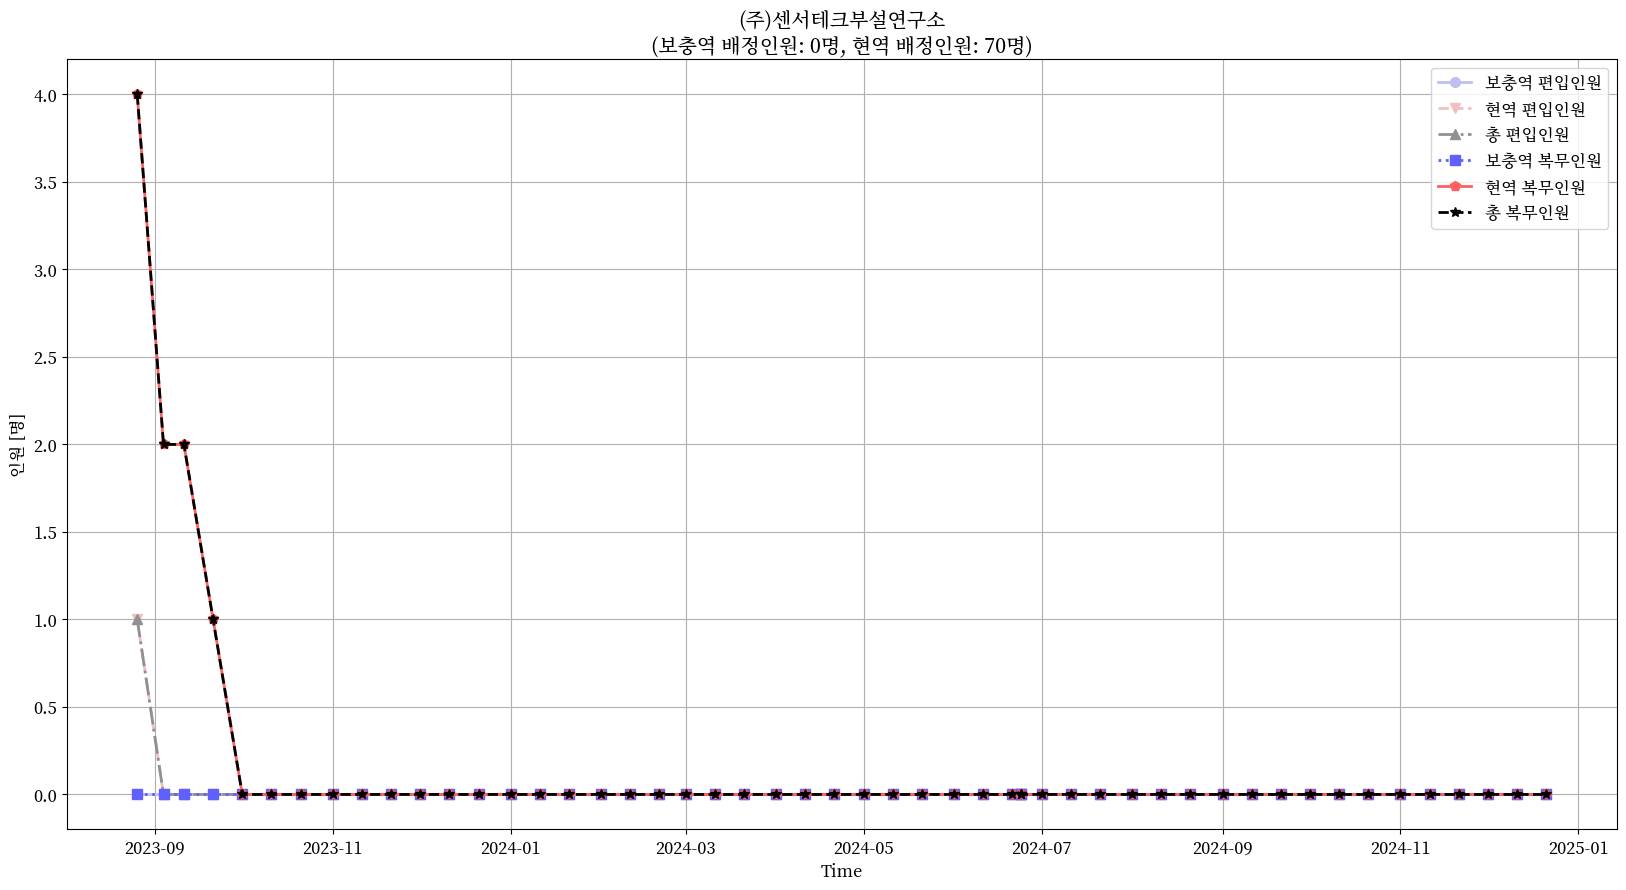 (주)센서테크부설연구소
(보충역 배정인원: 0명, 현역 배정인원: 70명)
보충역 편입인원
현역 편입인원
총 편입인원
보충역 복무인원
현역 복무인원
총 복무인원
4.0
3.5
3.0
2.5
2.0
1.5
1.0
0.5
0.0
인원 [명]
2023-09 2023-11 2024-01 2024-03 2024-05 2024-07 2024-09 2024-11 2025-01
Time